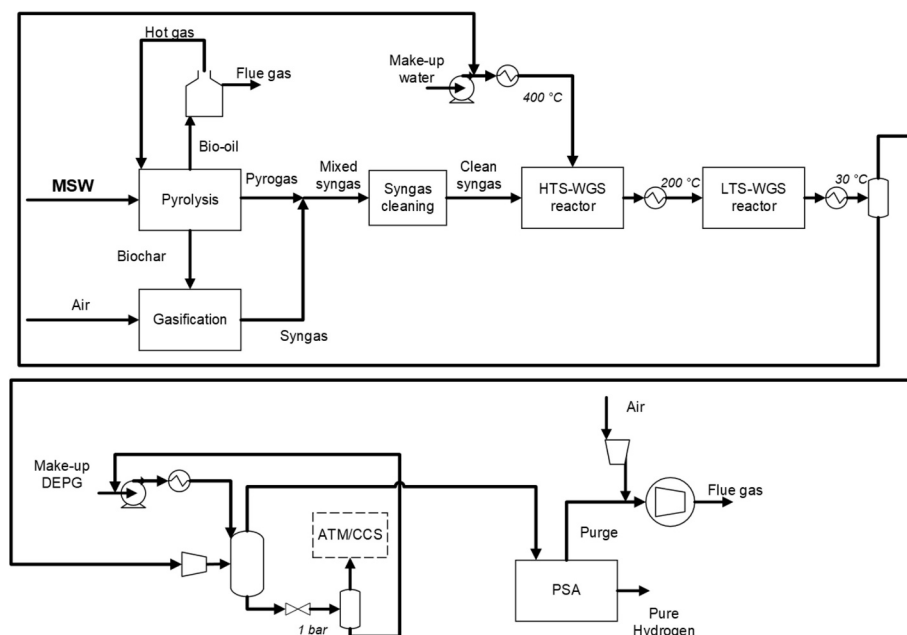 Hot gas
Flue gas
Make-up
water
400 °C
Bio-oil
MSW
Pyrolysis
Pyrogas
Mixed
syngas
Syngas
cleaning
Clean
syngas
HTS-WGS
reactor
200 °C
LTS-WGS
reactor
30 °C
Biochar
Air
Gasification
Syngas
Air
Make-up
DEPG
Flue gas
ATM/CCS
Purge
PSA
1 bar
Pure
Hydrogen